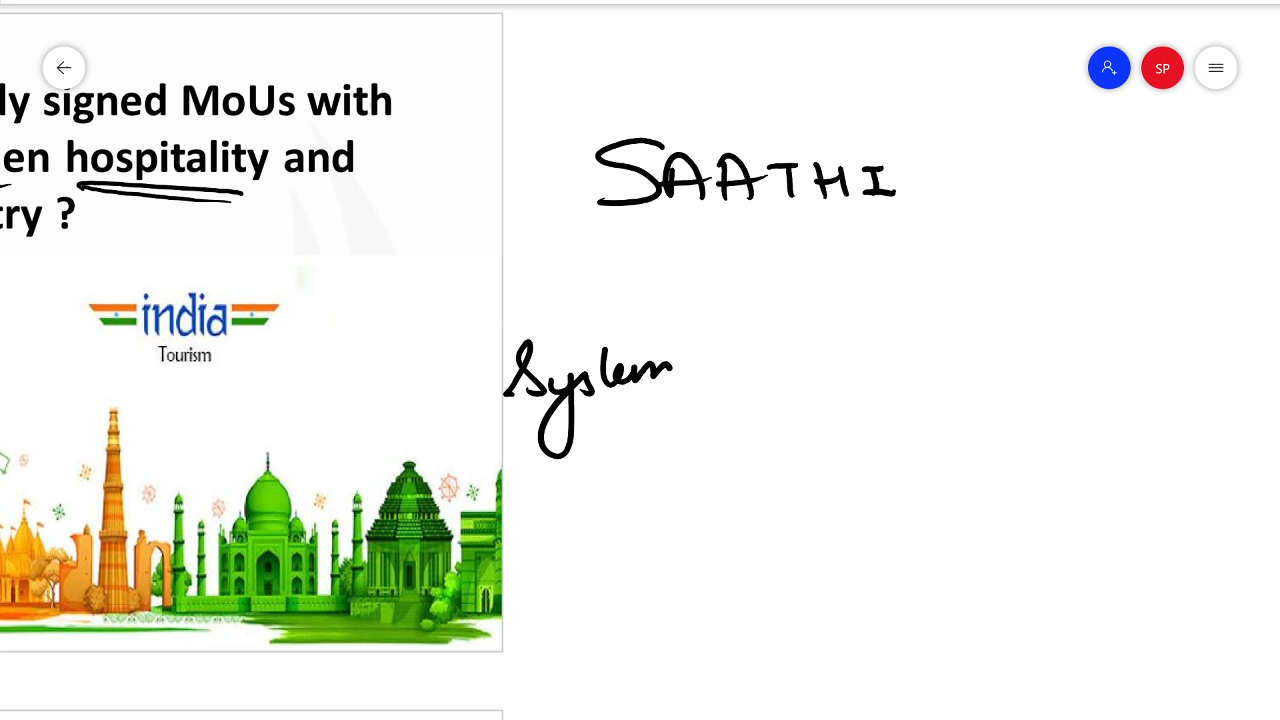 ly signed MoUs with
en hospitality and
try ?
SAATHI
india
Tourism
System
SP